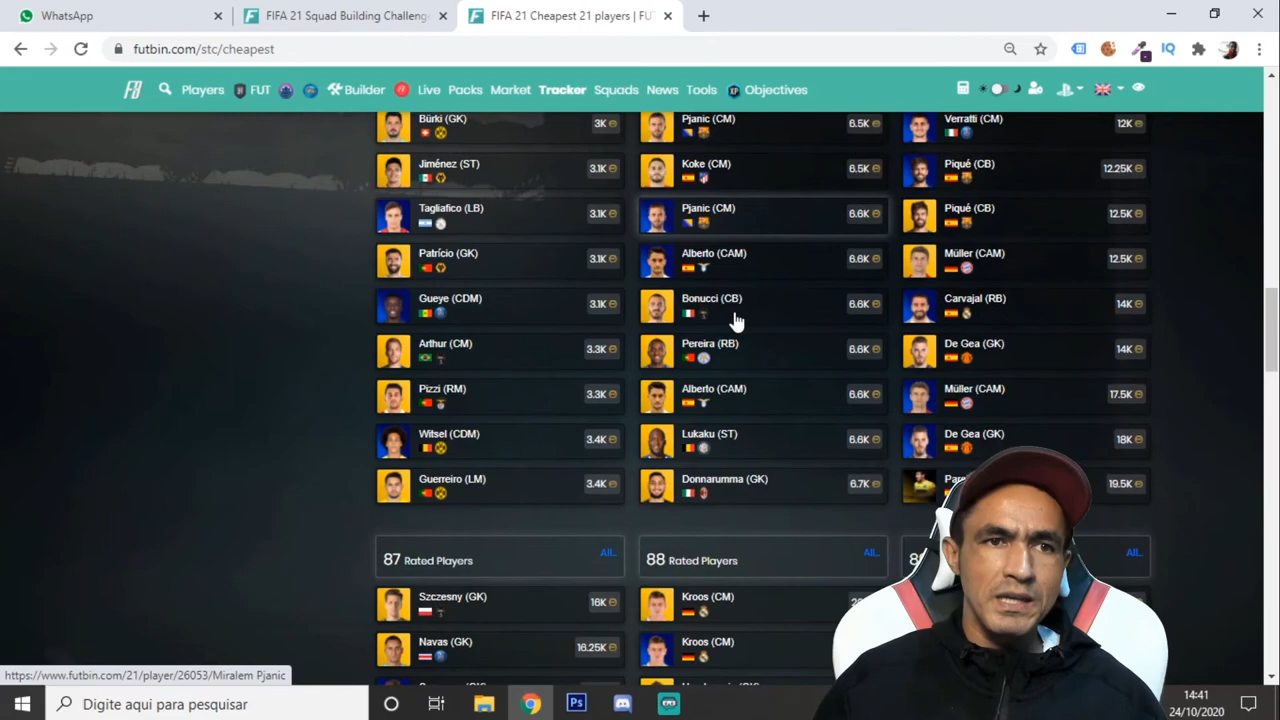 WhatsApp
FIFA 21 Squad Building Challeng
FIFA 21 Cheapest 21 players | FUT
futbin.com/stc/cheapest
IQ
Players FUT Builder Live Packs Market Tracker Squads News Tools Objectives
Bürki (GK) 3K
Jiménez (ST) 3.1K
Tagliafico (LB) 3.1K
Patrício (GK) 3.1K
Gueye (CDM) 3.1K
Arthur (CM) 3.3K
Pizzi (RM) 3.3K
Witsel (CDM) 3.4K
Guerreiro (LM) 3.4K
Pjanic (CM) 6.5K
Koke (CM) 6.5K
Pjanic (CM) 6.6K
Alberto (CAM) 6.6K
Bonucci (CB) 6.6K
Pereira (RB) 6.6K
Alberto (CAM) 6.6K
Lukaku (ST) 6.6K
Donnarumma (GK) 6.7K
Verratti (CM) 12K
Piqué (CB) 12.25K
Piqué (CB) 12.5K
Müller (CAM) 12.5K
Carvajal (RB) 14K
De Gea (GK) 14K
Müller (CAM) 17.5K
De Gea (GK) 18K
19.5K
87 Rated Players All..
Szczesny (GK) 16K
Navas (GK) 16.25K
88 Rated Players All..
Kroos (CM)
Kroos (CM)
All..
https://www.futbin.com/21/player/26053/Miralem Pjanic
Digite aqui para pesquisar
Ps
14:41
24/10/2020